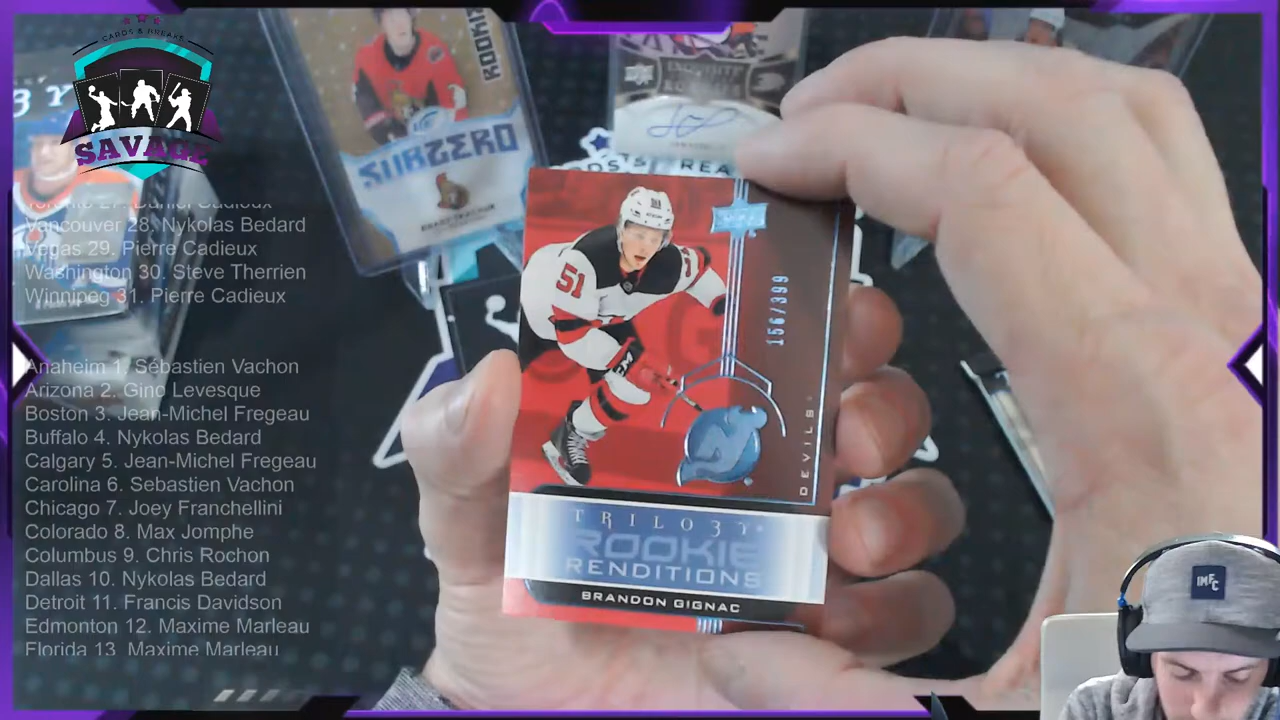 CARDS & BREAKS
SAVAGE
Vancouver 28. Nykolas Bedard
Vegas 29. Pierre Cadieux
Washington 30. Steve Therrien
Winnipeg 31. Pierre Cadieux
Anaheim 1. Sébastien Vachon
Arizona 2. Gino Levesque
Boston 3. Jean-Michel Fregeau
Buffalo 4. Nykolas Bedard
Calgary 5. Jean-Michel Fregeau
Carolina 6. Sebastien Vachon
Chicago 7. Joey Franchellini
Colorado 8. Max Jomphe
Columbus 9. Chris Rochon
Dallas 10. Nykolas Bedard
Detroit 11. Francis Davidson
Edmonton 12. Maxime Marleau
Florida 13. Maxime Marleau
ROOKIE
SUBZERO
51
156/399
DEVILS
TRILOGY
ROOKIE
RENDITIONS
BRANDON GIGNAC